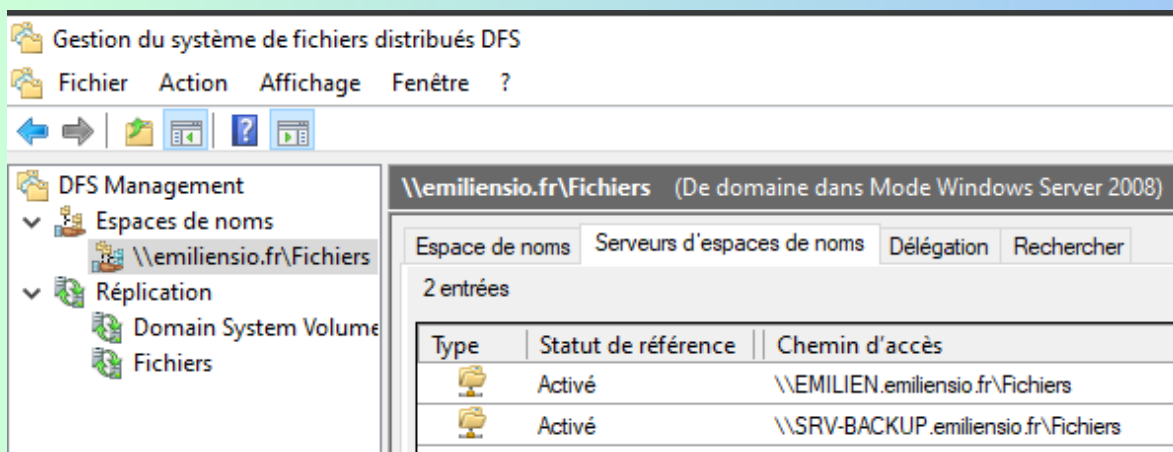 Gestion du système de fichiers distribués DFS
Fichier Action Affichage Fenêtre ?
DFS Management
Espaces de noms
\\emiliensio.fr\Fichiers
Réplication
Domain System Volume
Fichiers
\\emiliensio.fr\Fichiers (De domaine dans Mode Windows Server 2008)
Espace de noms Serveurs d'espaces de noms Délégation Rechercher
2 entrées
Type Statut de référence Chemin d'accès
Activé \\EMILIEN.emiliensio.fr\Fichiers
Activé \\SRV-BACKUP.emiliensio.fr\Fichiers